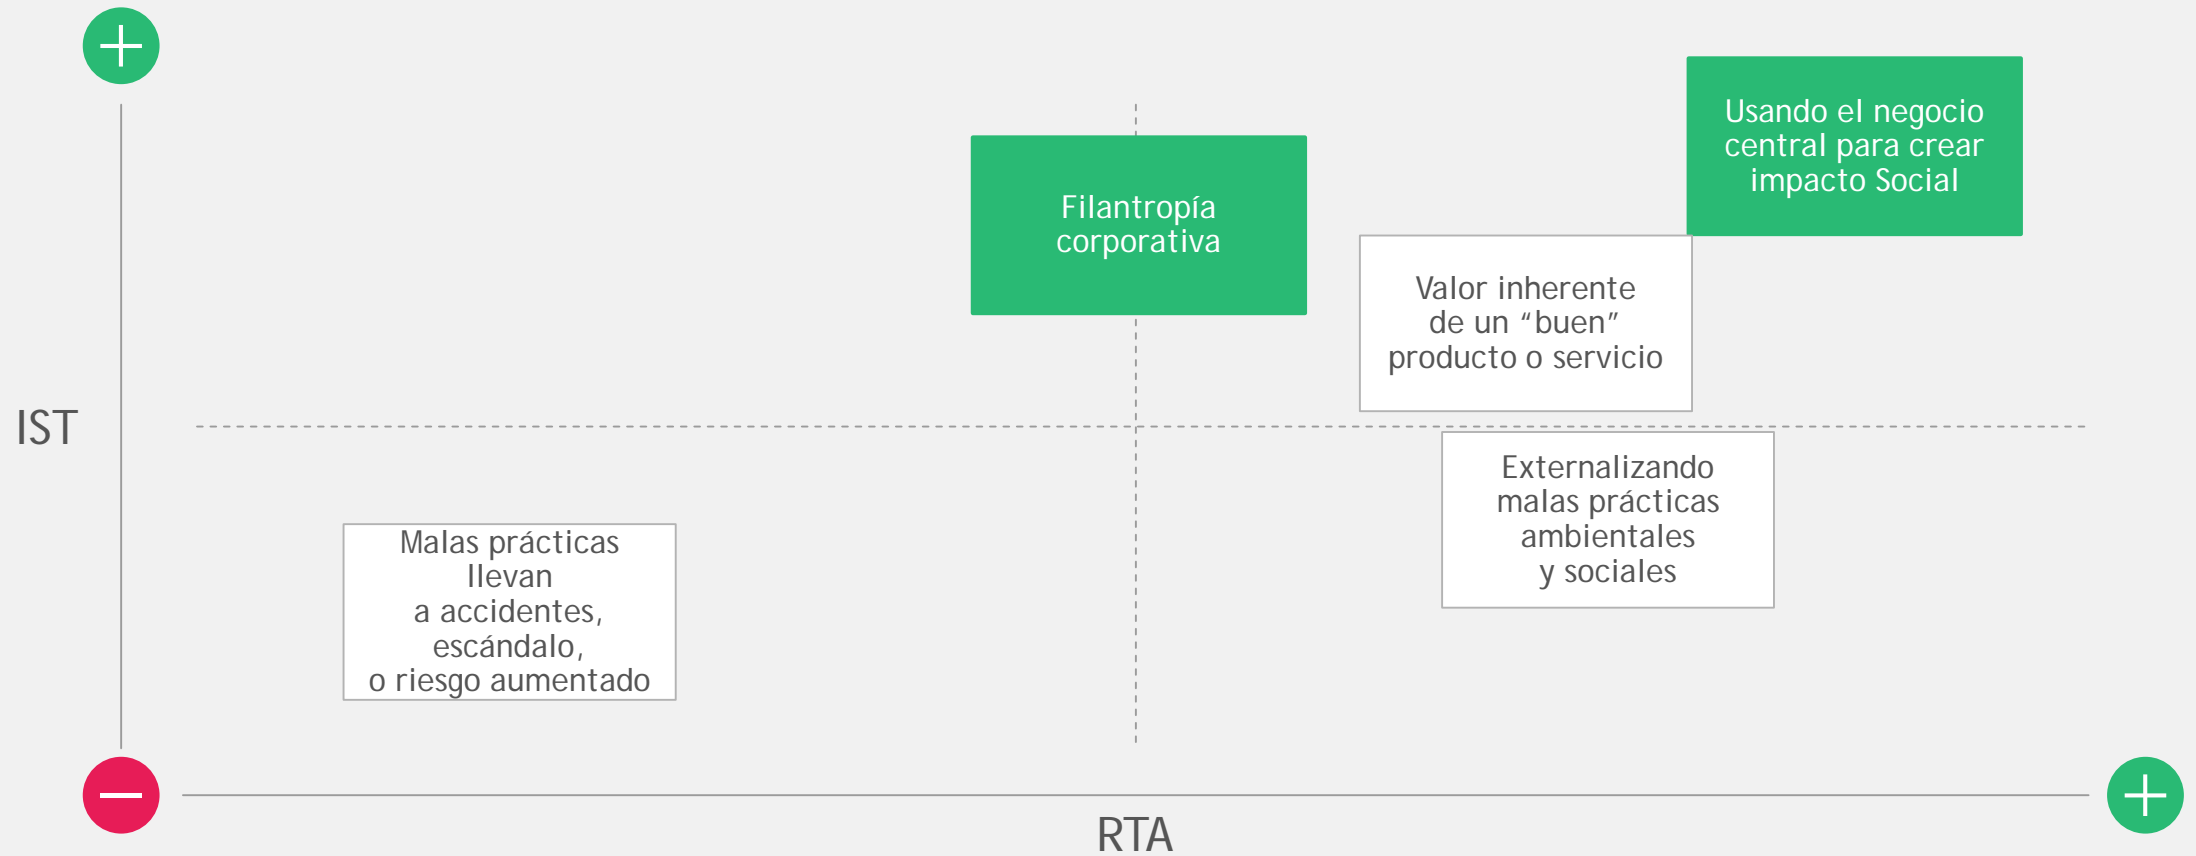 Usando el negocio
central para crear
impacto Social
Filantropía
corporativa
Valor inherente
de un “buen”
producto o servicio
IST
Externalizando
malas prácticas
ambientales
y sociales
Malas prácticas
llevan
a accidentes,
escándalo,
o riesgo aumentado
RTA